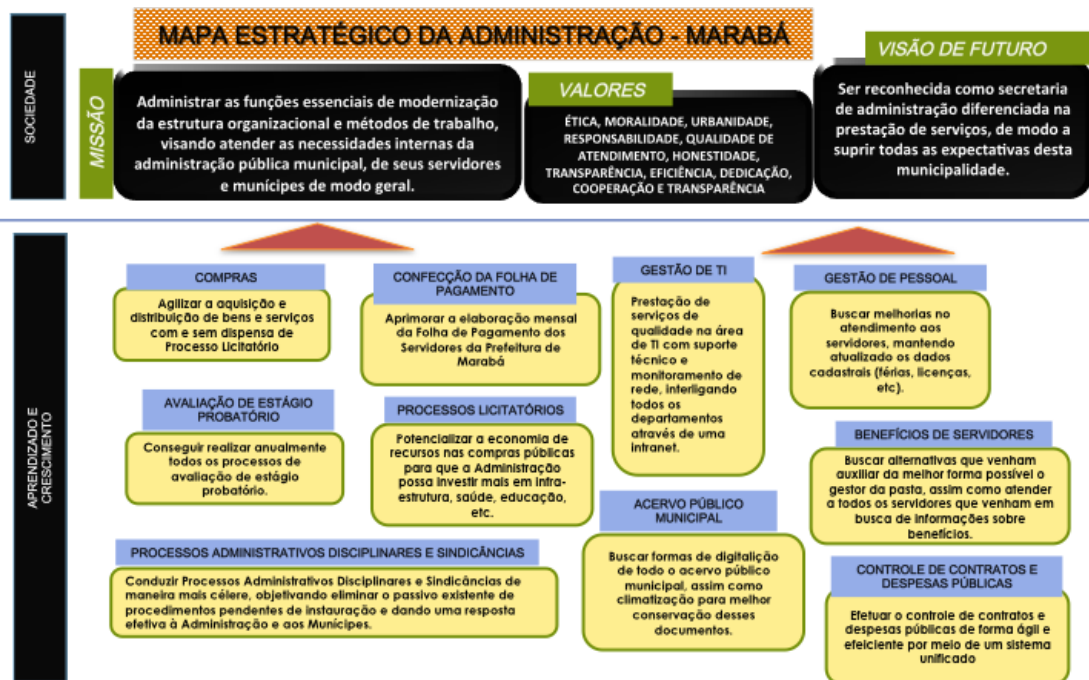 MAPA ESTRATÉGICO DA ADMINISTRAÇÃO - MARABÁ
SOCIEDADE
MISSÃO
Administrar as funções essenciais de modernização
da estrutura organizacional e métodos de trabalho,
visando atender as necessidades internas da
administração pública municipal, de seus servidores
e munícipes de modo geral.
VALORES
ÉTICA, MORALIDADE, URBANIDADE,
RESPONSABILIDADE, QUALIDADE DE
ATENDIMENTO, HONESTIDADE,
TRANSPARÊNCIA, EFICIÊNCIA, DEDICAÇÃO,
COOPERAÇÃO E TRANSPARÊNCIA
VISÃO DE FUTURO
Ser reconhecida como secretaria
de administração diferenciada na
prestação de serviços, de modo a
suprir todas as expectativas desta
municipalidade.
APRENDIZADO E
CRESCIMENTO
COMPRAS
Agilizar a aquisição e
distribuição de bens e serviços
com e sem dispensa de
Processo Licitatório
CONFECÇÃO DA FOLHA DE
PAGAMENTO
Aprimorar a elaboração mensal
da Folha de Pagamento dos
Servidores da Prefeitura de
Marabá
GESTÃO DE TI
Prestação de
serviços de
qualidade na área
de TI com suporte
técnico e
monitoramento de
rede, interligando
todos os
departamentos
através de uma
intranet.
GESTÃO DE PESSOAL
Buscar melhorias no
atendimento aos
servidores, mantendo
atualizado os dados
cadastrais (férias, licenças,
etc).
AVALIAÇÃO DE ESTÁGIO
PROBATÓRIO
Conseguir realizar anualmente
todos os processos de
avaliação de estágio
probatório.
PROCESSOS LICITATÓRIOS
Potencializar a economia de
recursos nas compras públicas
para que a Administração
possa investir mais em infra-
estrutura, saúde, educação,
etc.
BENEFÍCIOS DE SERVIDORES
Buscar alternativas que venham
auxiliar da melhor forma possível o
gestor da pasta, assim como atender
a todos os servidores que venham em
busca de informações sobre
benefícios.
ACERVO PÚBLICO
MUNICIPAL
Buscar formas de digitalição
de todo o acervo público
municipal, assim como
climatização para melhor
conservação desses
documentos.
PROCESSOS ADMINISTRATIVOS DISCIPLINARES E SINDICÂNCIAS
Conduzir Processos Administrativos Disciplinares e Sindicâncias de
maneira mais célere, objetivando eliminar o passivo existente de
procedimentos pendentes de instauração e dando uma resposta
efetiva à Administração e aos Munícipes.
CONTROLE DE CONTRATOS E
DESPESAS PÚBLICAS
Efetuar o controle de contratos e
despesas públicas de forma ágil e
efeiciente por meio de um sistema
unificado